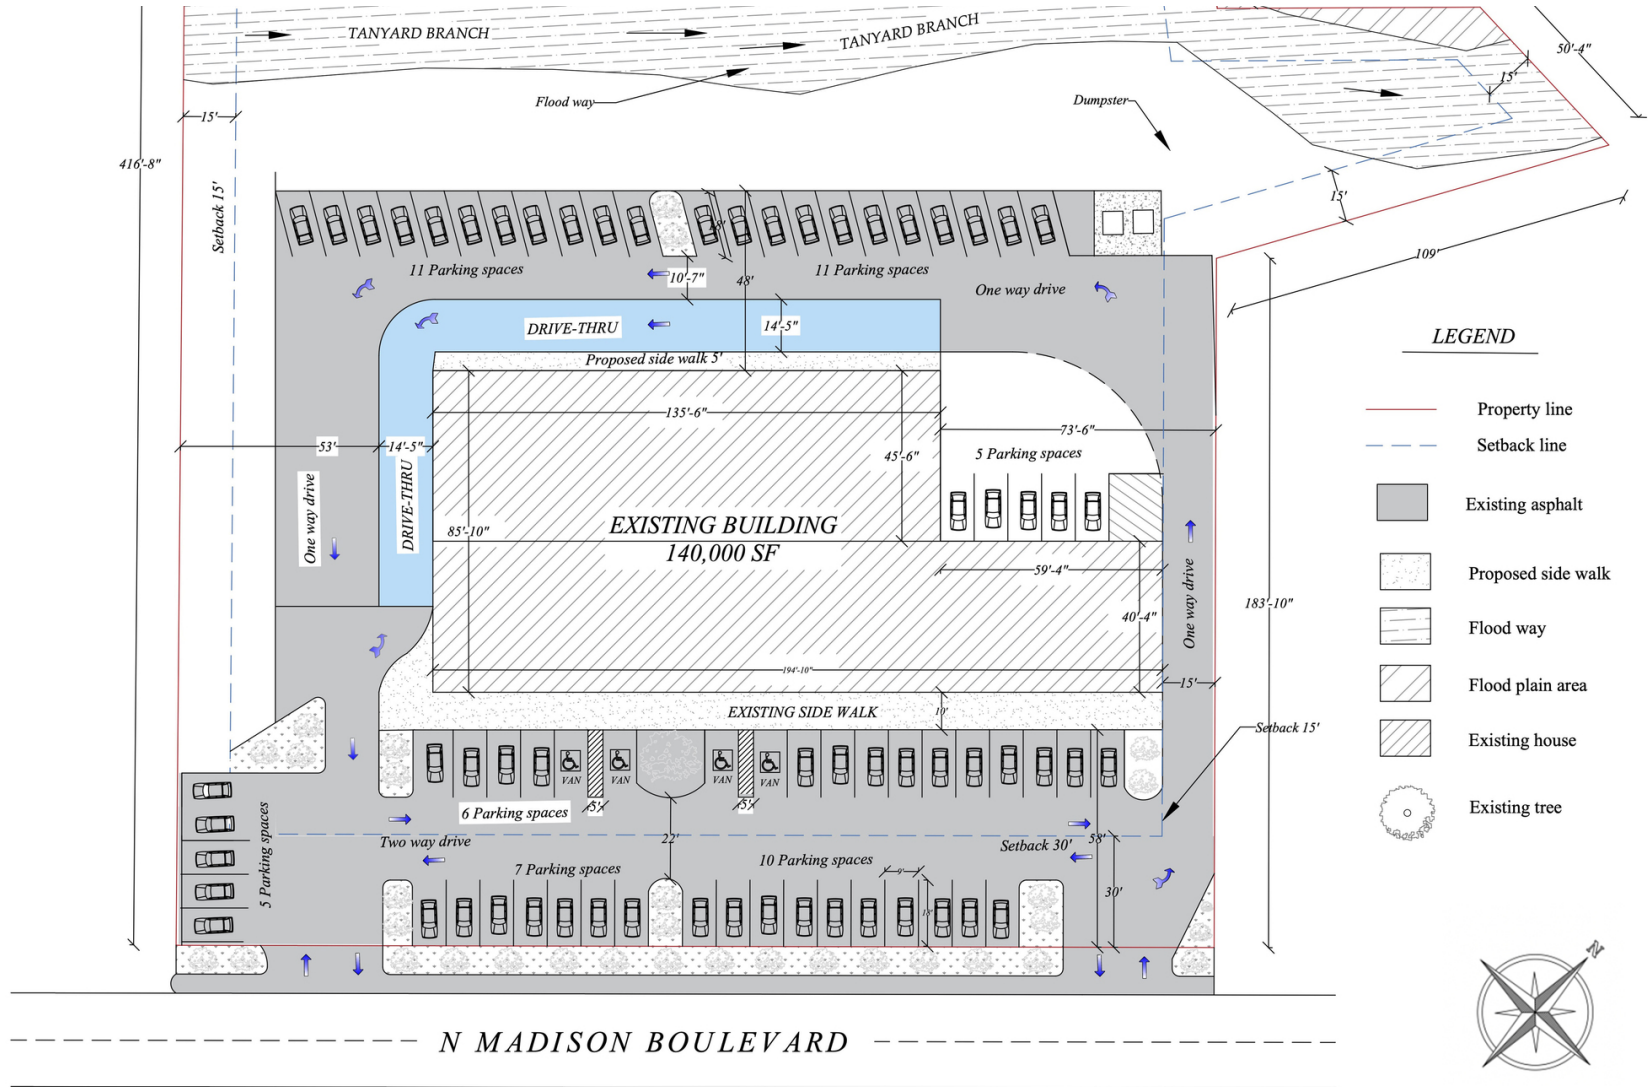 TANYARD BRANCH
TANYARD BRANCH
50'-4"
15'
Flood way
Dumpster
15'
416'-8"
Setback 15'
15'
18'
11 Parking spaces
10'-7"
48'
11 Parking spaces
One way drive
109'
DRIVE-THRU
14'-5"
Proposed side walk 5'
135'-6"
73'-6"
53'
14'-5"
45'-6"
5 Parking spaces
One way drive
DRIVE-THRU
85'-10"
EXISTING BUILDING
140,000 SF
59'-4"
40'-4"
One way drive
183'-10"
194'-10"
15'
EXISTING SIDE WALK
10'
Setback 15'
VAN
VAN
VAN
VAN
6 Parking spaces
5'
5'
5 Parking spaces
Two way drive
22'
Setback 30'
58'
7 Parking spaces
10 Parking spaces
9'
18'
30'
N MADISON BOULEVARD
LEGEND
Property line
Setback line
Existing asphalt
Proposed side walk
Flood way
Flood plain area
Existing house
Existing tree
N